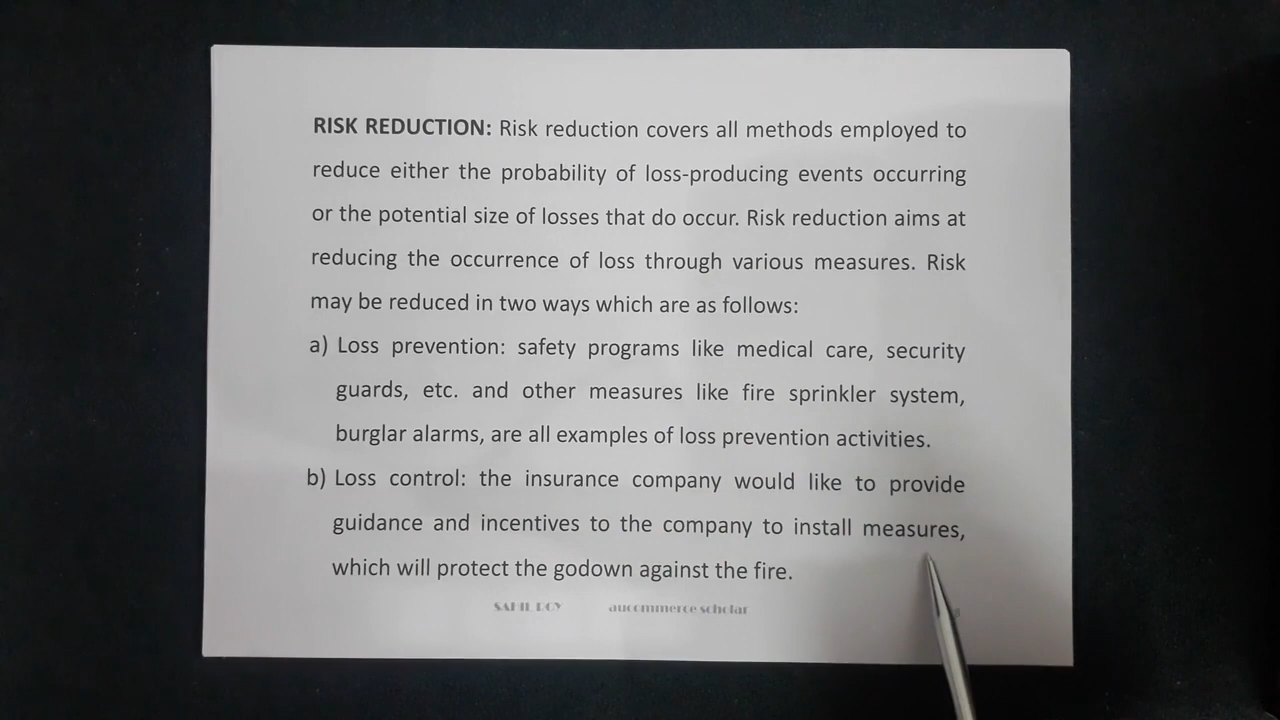 RISK REDUCTION: Risk reduction covers all methods employed to
reduce either the probability of loss-producing events occurring
or the potential size of losses that do occur. Risk reduction aims at
reducing the occurrence of loss through various measures. Risk
may be reduced in two ways which are as follows:
a) Loss prevention: safety programs like medical care, security
guards, etc. and other measures like fire sprinkler system,
burglar alarms, are all examples of loss prevention activities.
b) Loss control: the insurance company would like to provide
guidance and incentives to the company to install measures,
which will protect the godown against the fire.
SAHIL ROY aucommerce scholar